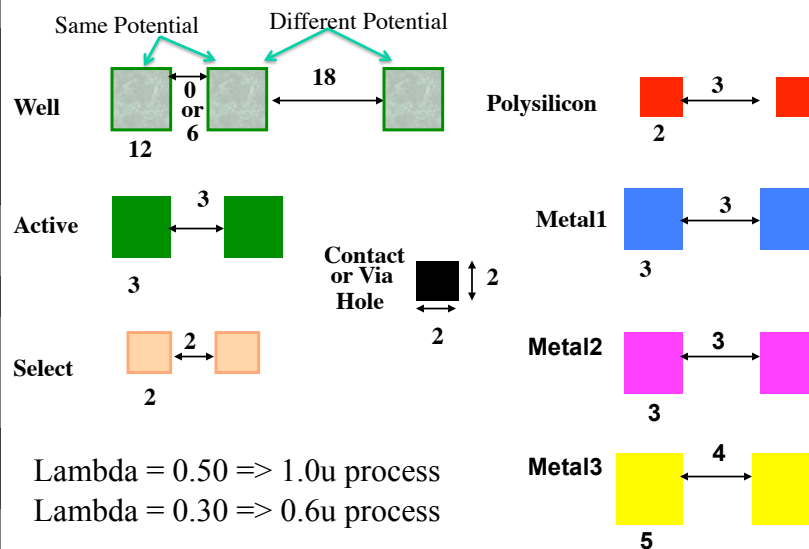 Same Potential
Different Potential
Well
0
or
6
18
12
Polysilicon
3
2
Active
3
3
Metal1
3
3
Contact
or Via
Hole
2
2
Select
2
2
Metal2
3
3
Metal3
4
5
Lambda = 0.50 => 1.0u process
Lambda = 0.30 => 0.6u process